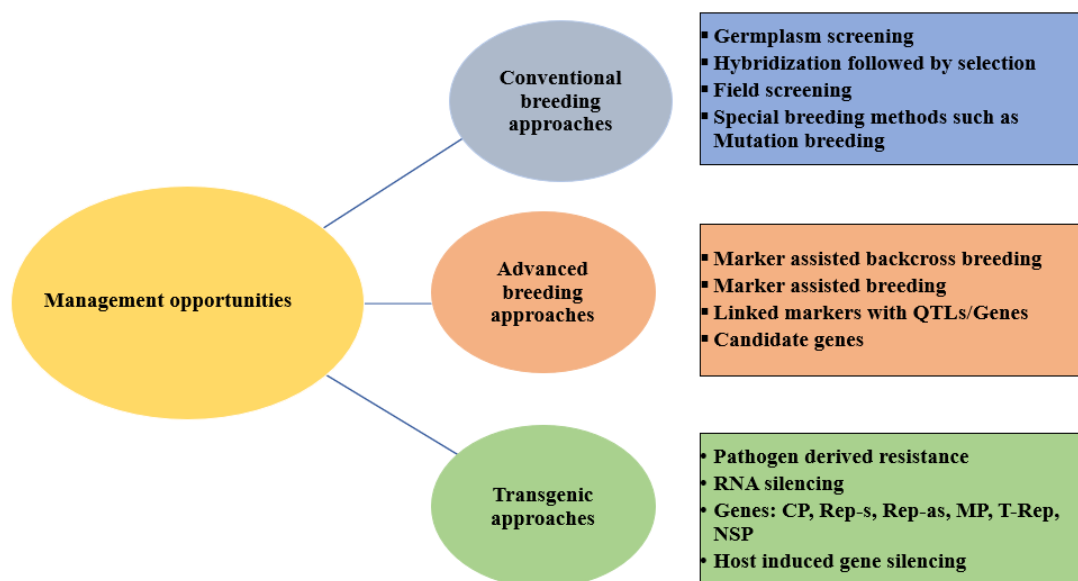 Management opportunities
Conventional
breeding
approaches
▪ Germplasm screening
▪ Hybridization followed by selection
▪ Field screening
▪ Special breeding methods such as
Mutation breeding
Advanced
breeding
approaches
▪ Marker assisted backcross breeding
▪ Marker assisted breeding
▪ Linked markers with QTLs/Genes
▪ Candidate genes
Transgenic
approaches
• Pathogen derived resistance
• RNA silencing
• Genes: CP, Rep-s, Rep-as, MP, T-Rep,
NSP
• Host induced gene silencing